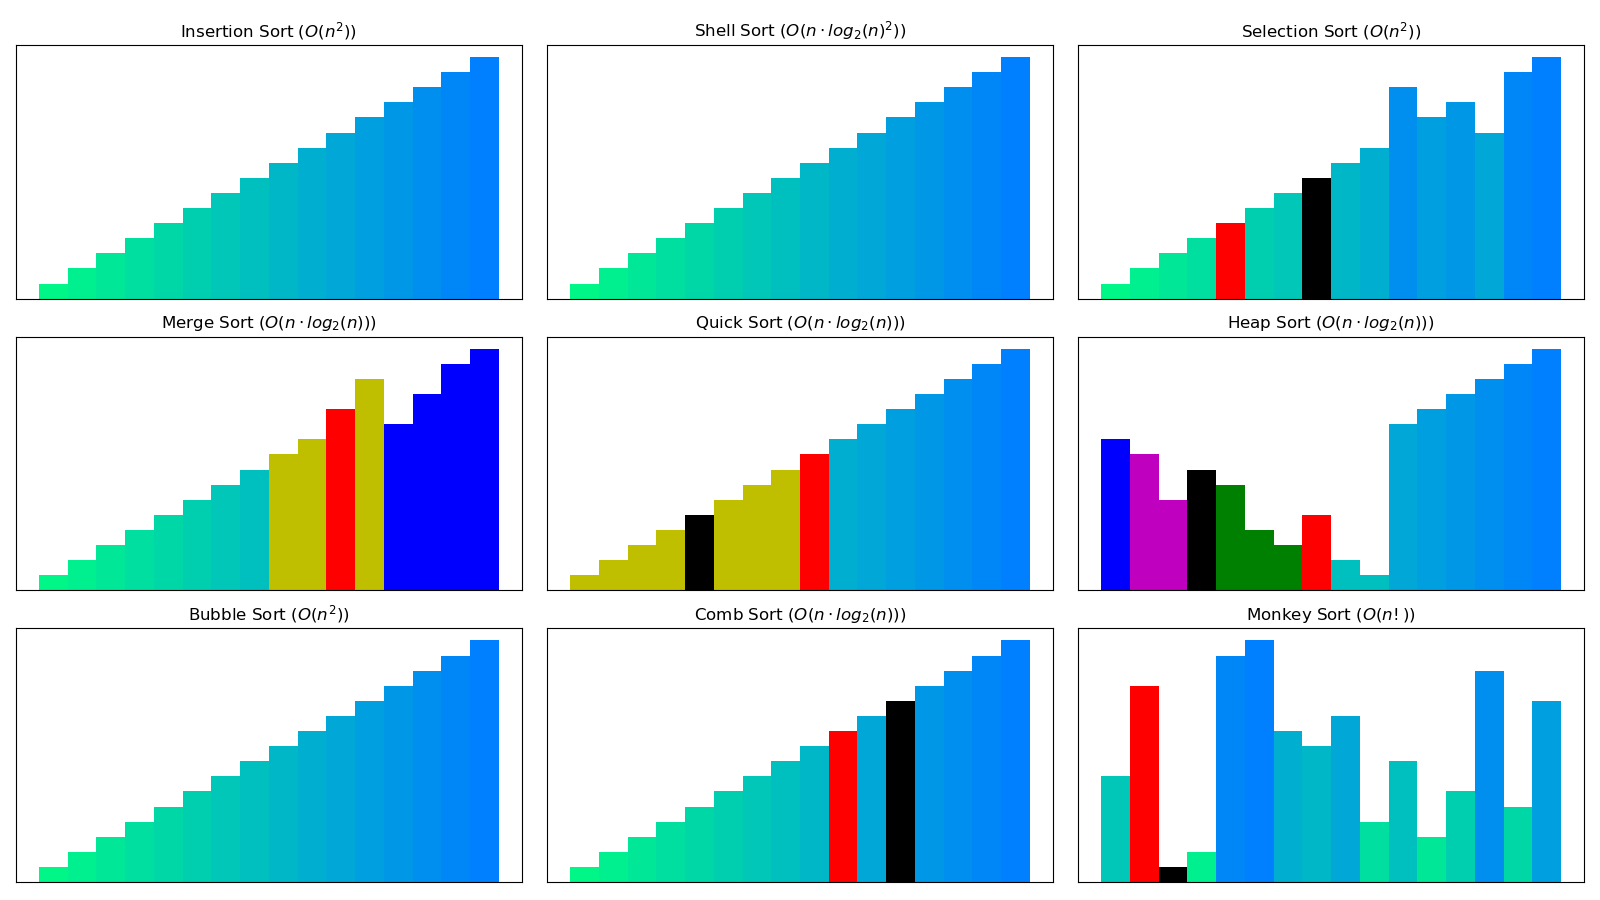 Insertion Sort (O(n²))
Shell Sort (O(n · log₂(n)²))
Selection Sort (O(n²))
Merge Sort (O(n · log₂(n)))
Quick Sort (O(n · log₂(n)))
Heap Sort (O(n · log₂(n)))
Bubble Sort (O(n²))
Comb Sort (O(n · log₂(n)))
Monkey Sort (O(n!))